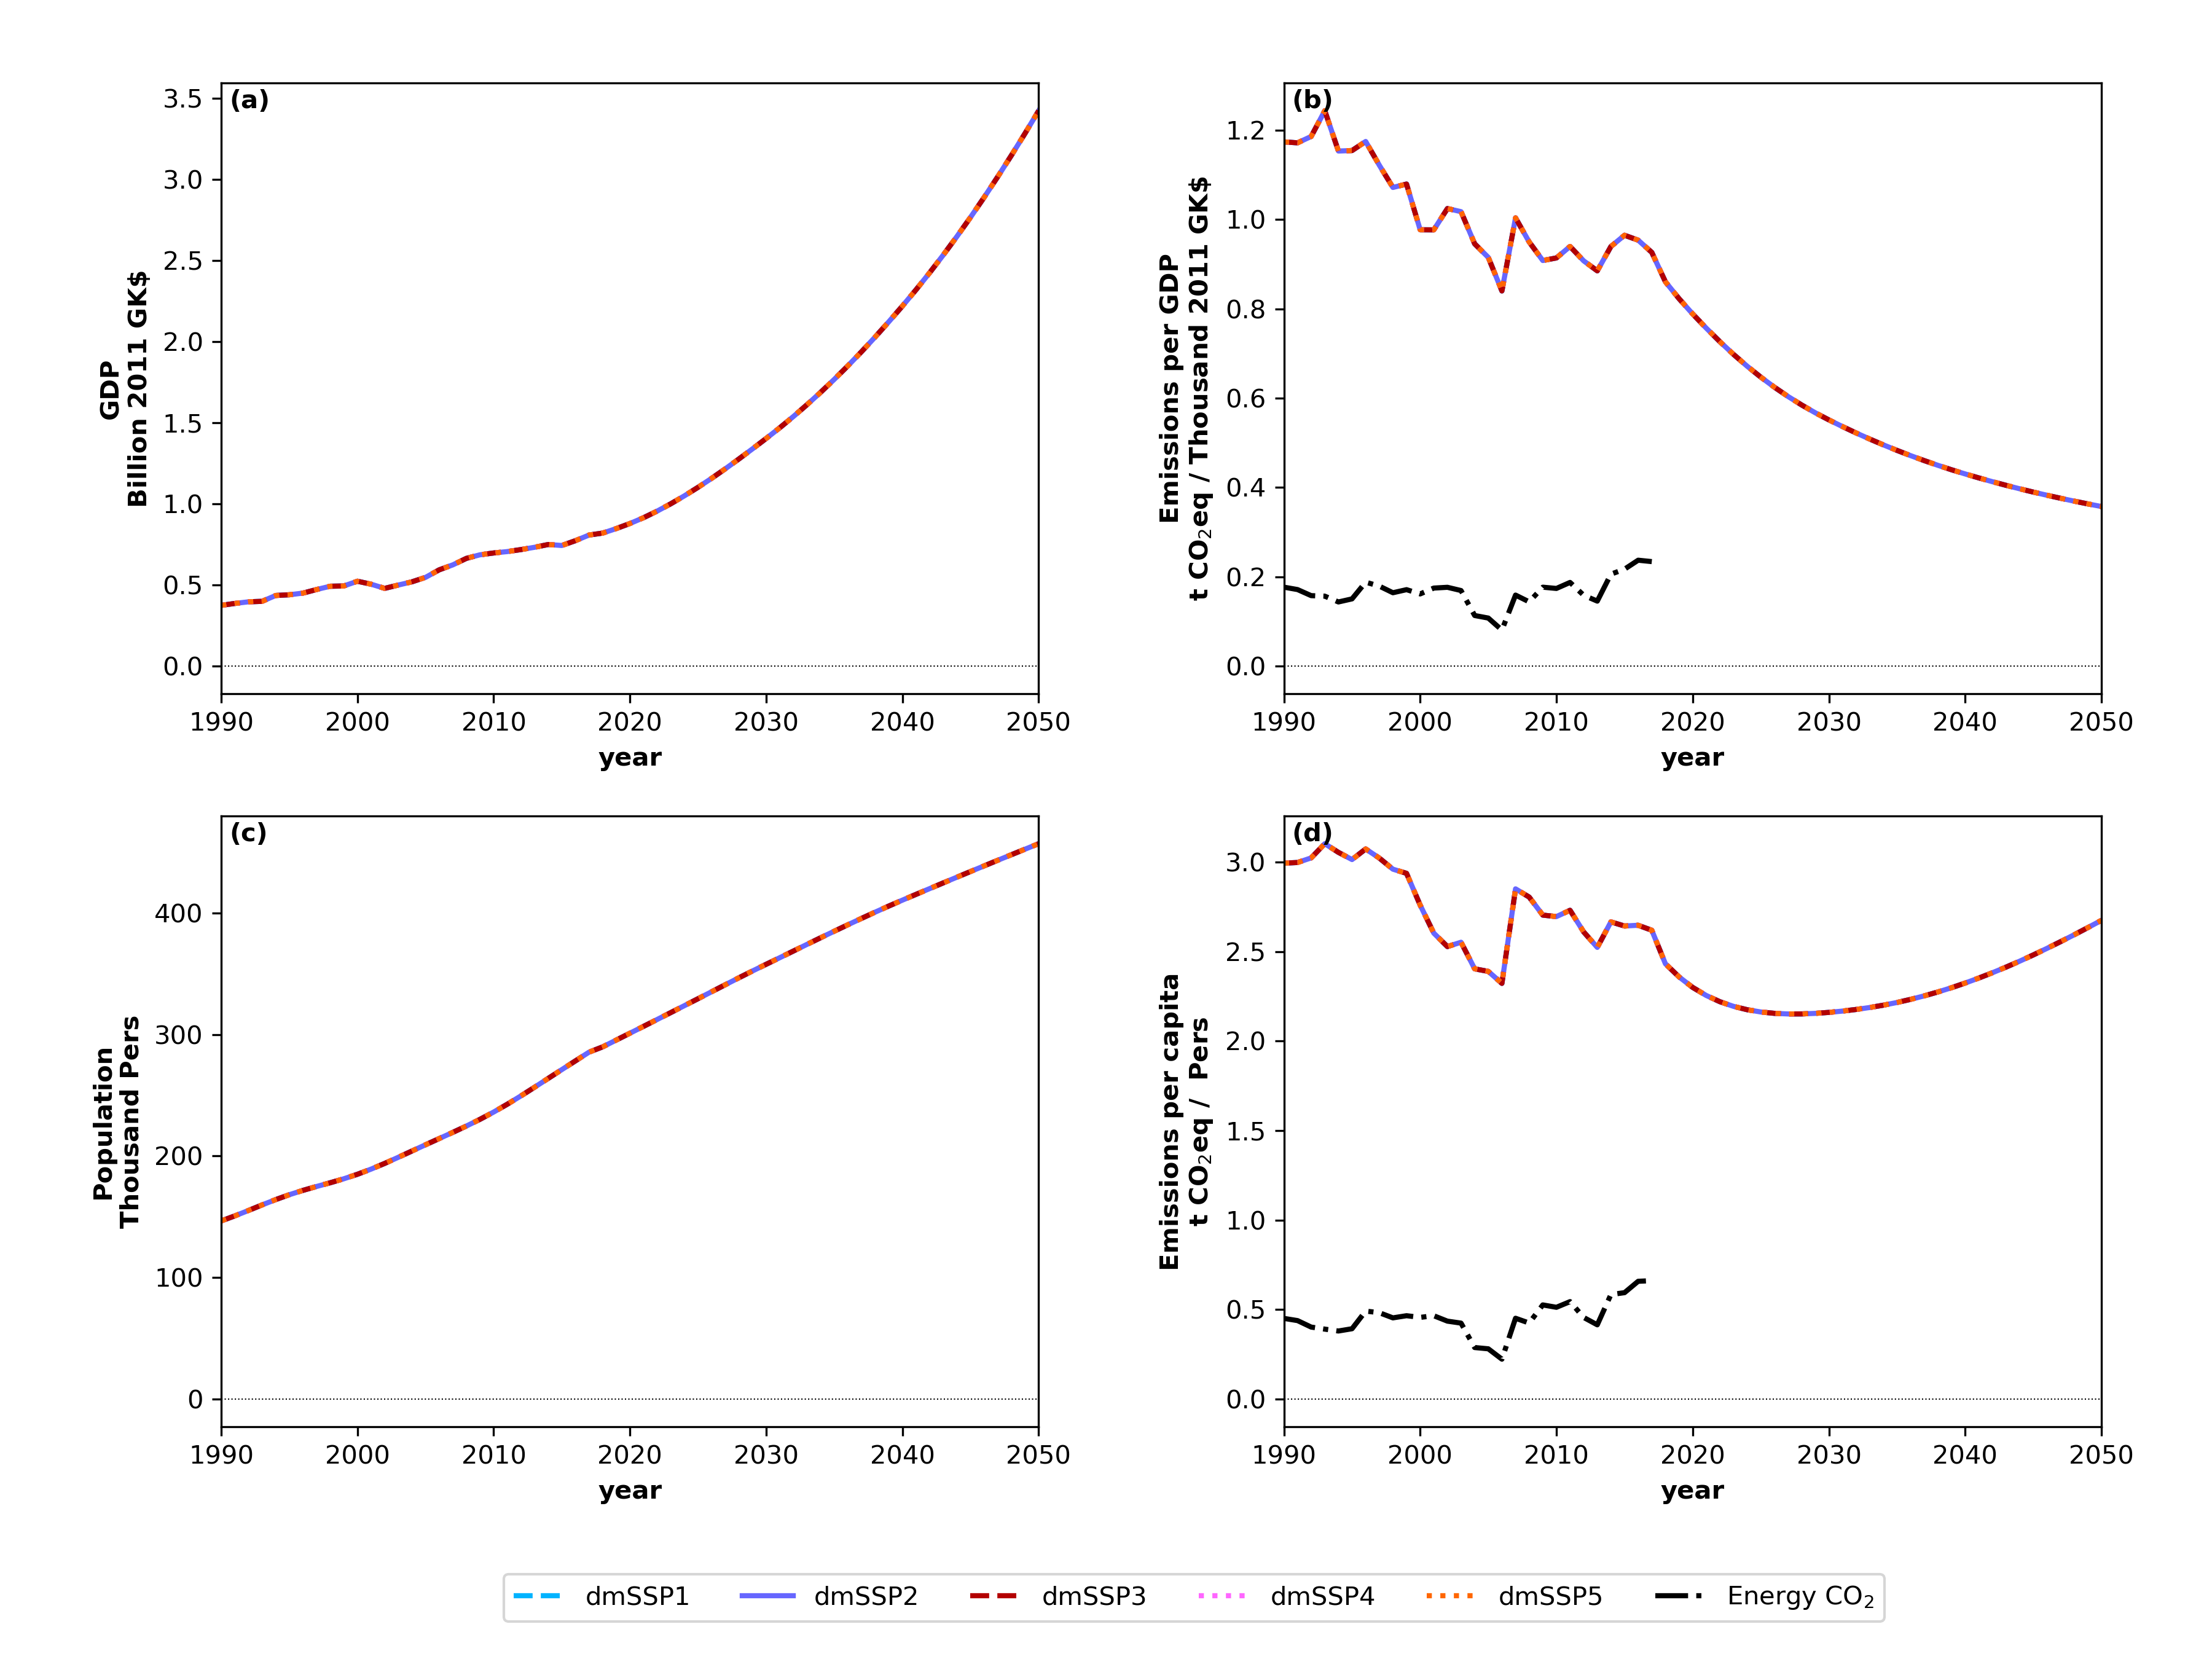 (a)
GDP
Billion 2011 GK$
3.5
3.0
2.5
2.0
1.5
1.0
0.5
0.0
1990 2000 2010 2020 2030 2040 2050
year
(b)
Emissions per GDP
t CO₂eq / Thousand 2011 GK$
1.2
1.0
0.8
0.6
0.4
0.2
0.0
1990 2000 2010 2020 2030 2040 2050
year
(c)
Population
Thousand Pers
400
300
200
100
0
1990 2000 2010 2020 2030 2040 2050
year
(d)
Emissions per capita
t CO₂eq / Pers
3.0
2.5
2.0
1.5
1.0
0.5
0.0
1990 2000 2010 2020 2030 2040 2050
year
dmSSP1 dmSSP2 dmSSP3 dmSSP4 dmSSP5 Energy CO₂